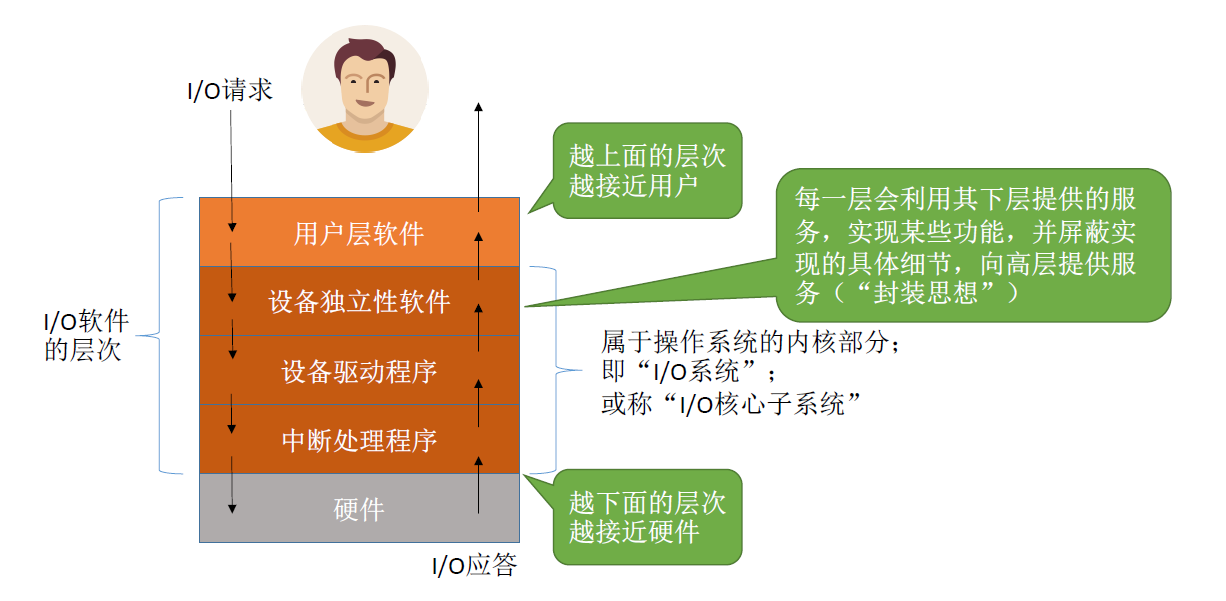 I/O请求
越上面的层次
越接近用户
每一层会利用其下层提供的服
务，实现某些功能，并屏蔽实
现的具体细节，向高层提供服
务（“封装思想”）
用户层软件
设备独立性软件
I/O软件
的层次
设备驱动程序
属于操作系统的内核部分；
即“I/O系统”；
或称“I/O核心子系统”
中断处理程序
硬件
越下面的层次
越接近硬件
I/O应答